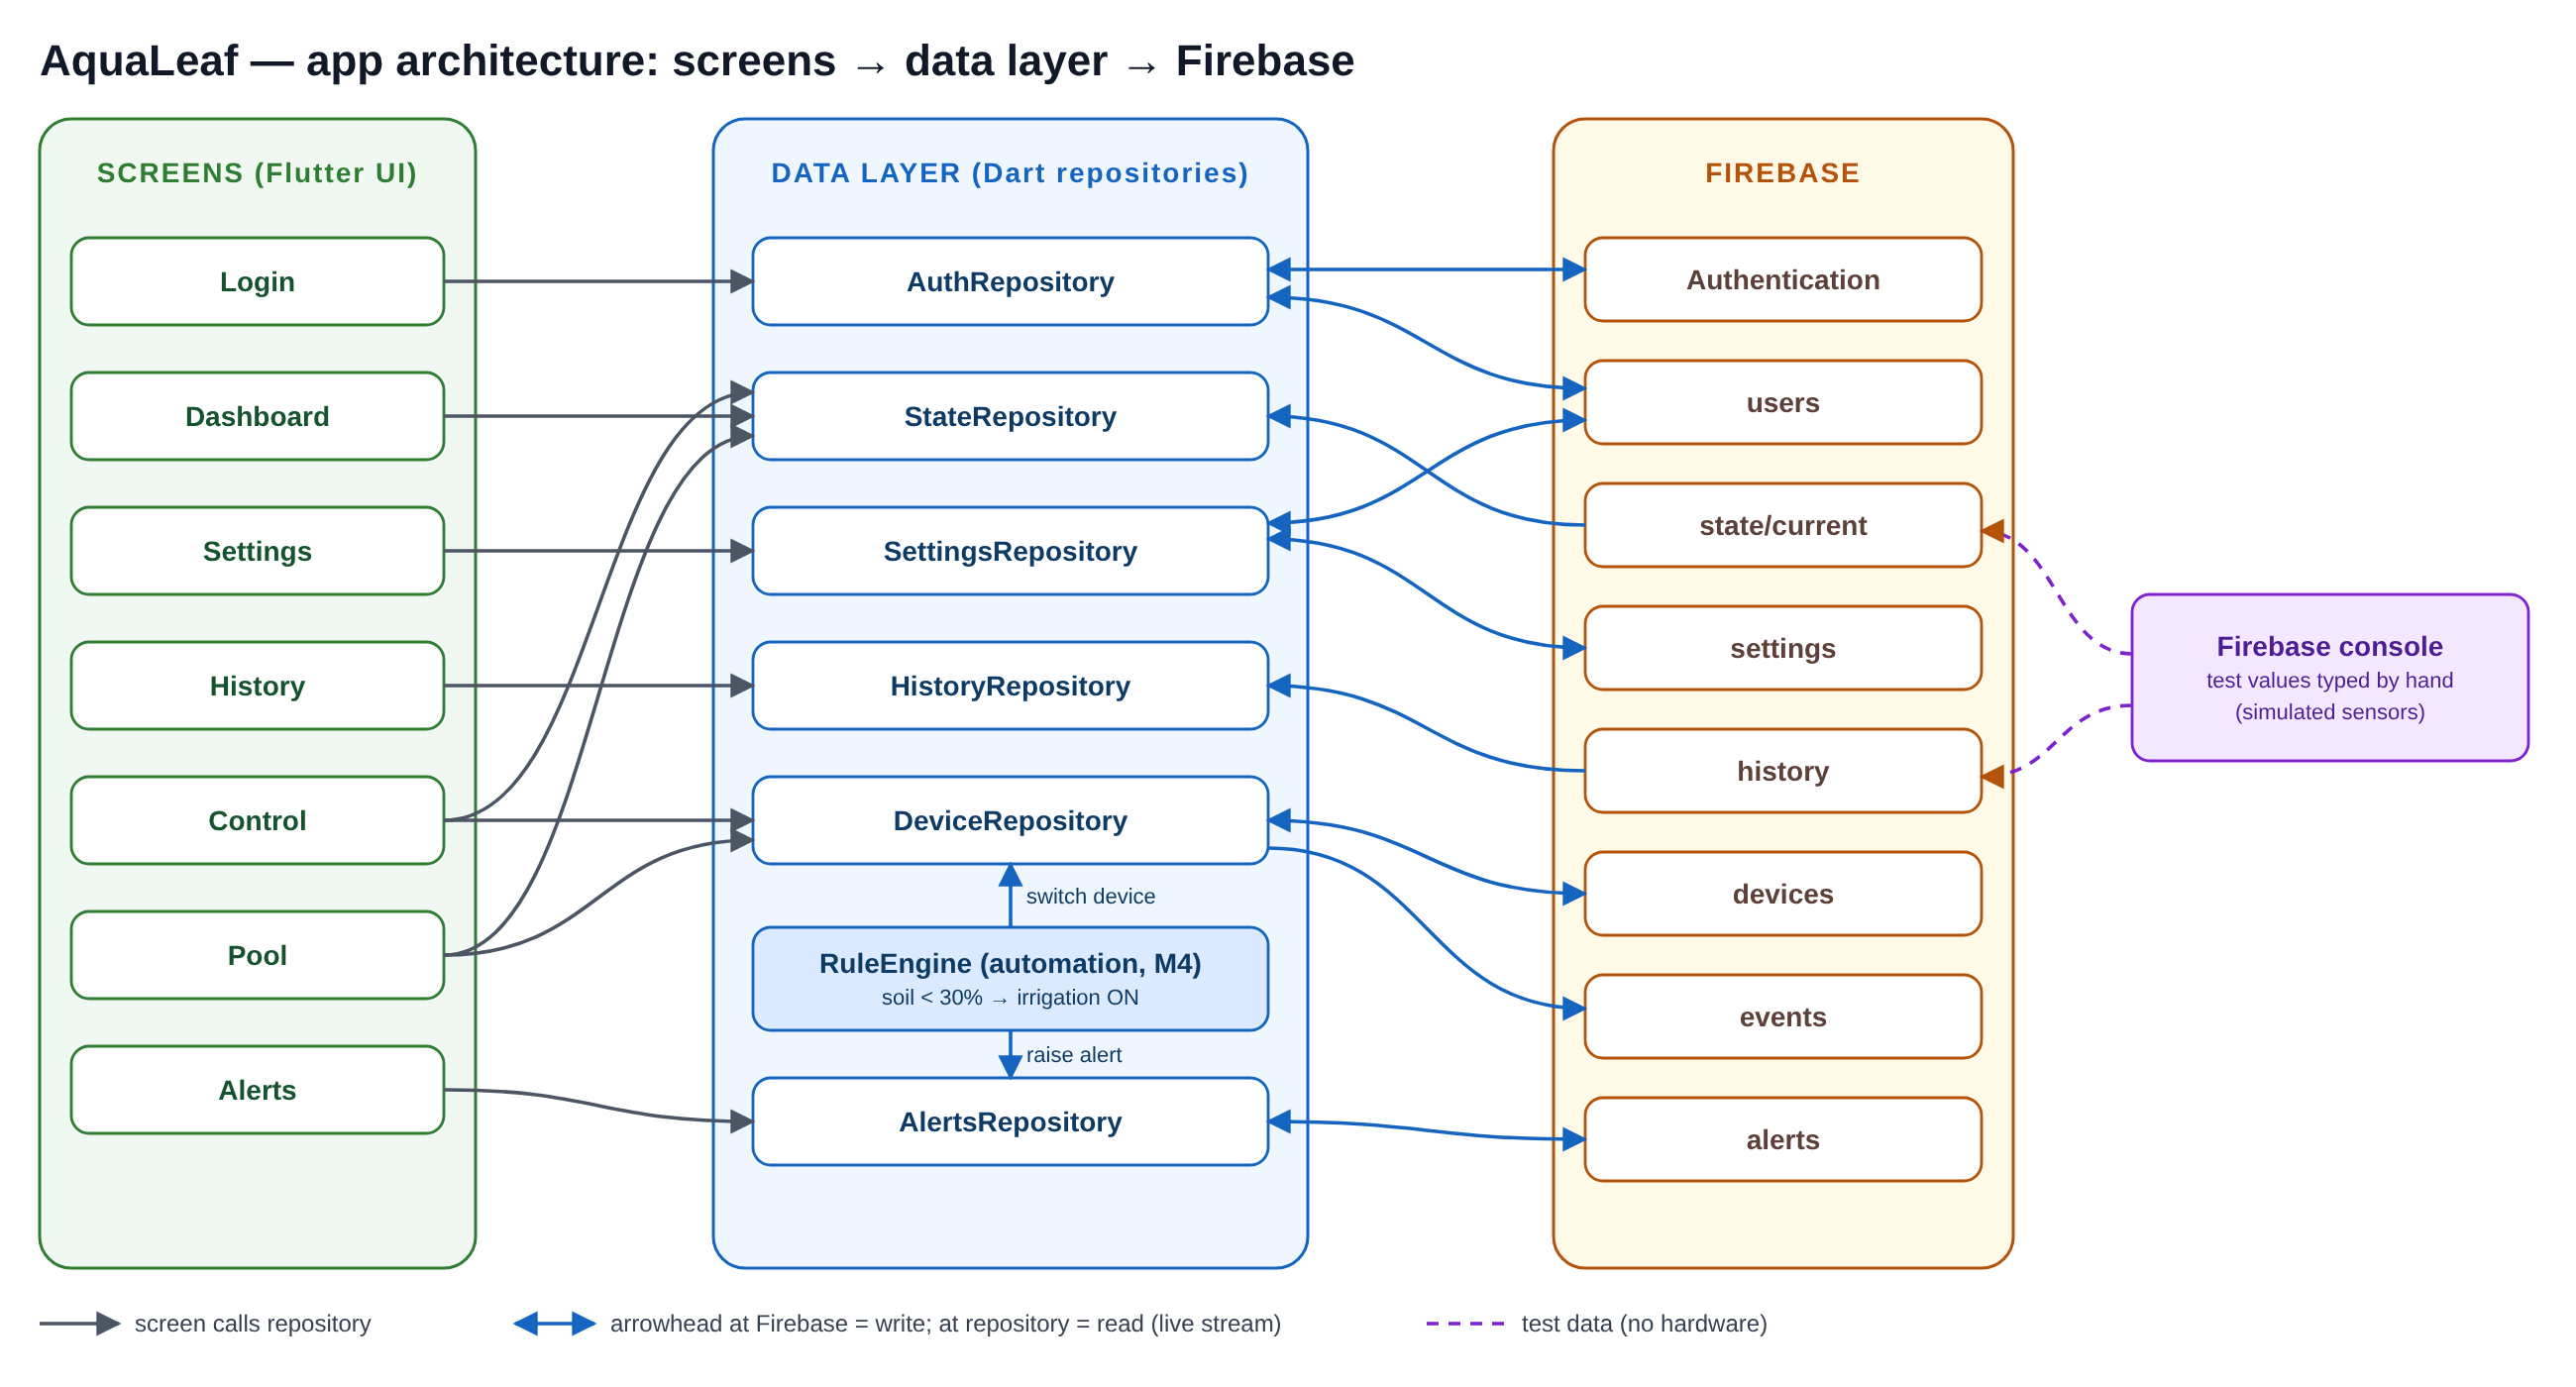 AquaLeaf — app architecture: screens → data layer → Firebase
SCREENS (Flutter UI)
Login
Dashboard
Settings
History
Control
Pool
Alerts
DATA LAYER (Dart repositories)
AuthRepository
StateRepository
SettingsRepository
HistoryRepository
DeviceRepository
switch device
RuleEngine (automation, M4)
soil < 30% → irrigation ON
raise alert
AlertsRepository
FIREBASE
Authentication
users
state/current
settings
history
devices
events
alerts
Firebase console
test values typed by hand
(simulated sensors)
screen calls repository
arrowhead at Firebase = write; at repository = read (live stream)
test data (no hardware)